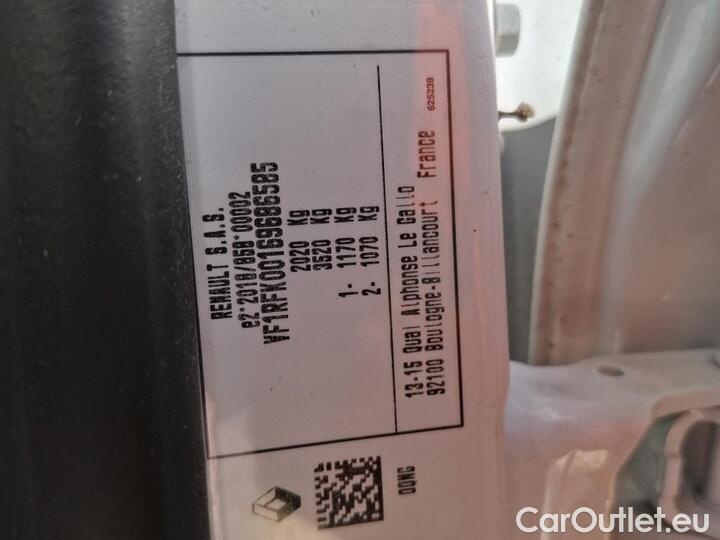 RENAULT S.A.S.
e2*2018/858*00002
VF1RFK00169686585
2020 Kg
3520 Kg
1- 1170 Kg
2- 1070 Kg
13-15 Quai Alphonse Le Gallo
92100 Boulogne-Billancourt France
625239
CarOutlet.eu